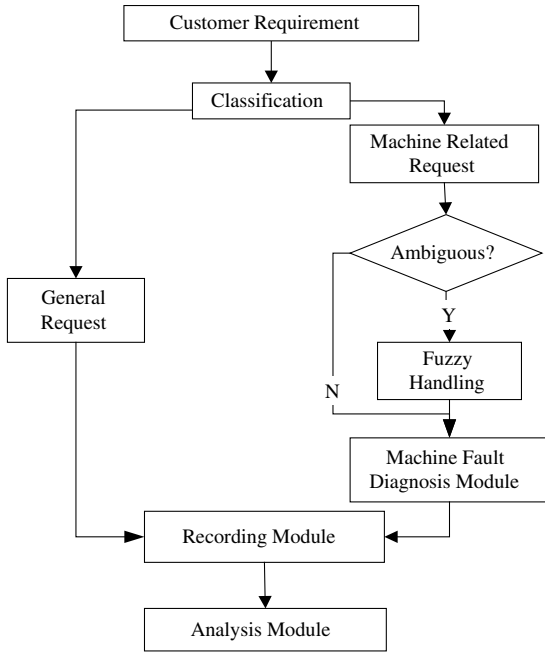 Customer Requirement
Classification
Machine Related
Request
Ambiguous?
General
Request
Y
Fuzzy
Handling
N
Machine Fault
Diagnosis Module
Recording Module
Analysis Module